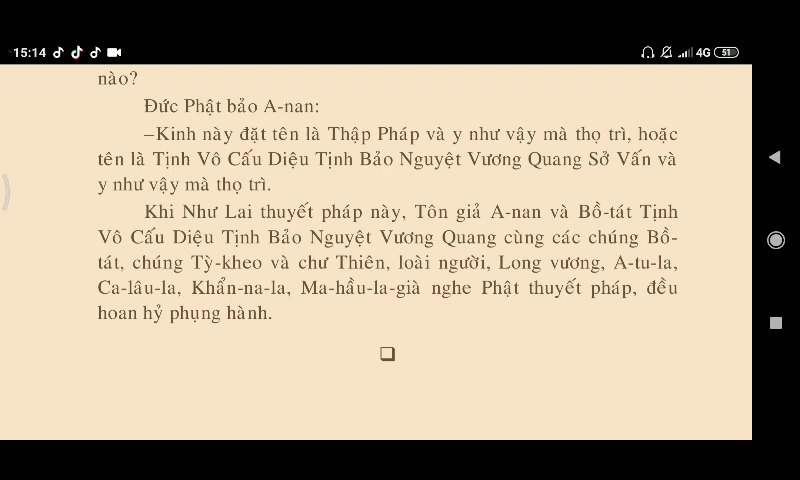 15:14
4G 51
nào?
Đức Phật bảo A-nan:
–Kinh này đặt tên là Thập Pháp và y như vậy mà thọ trì, hoặc
tên là Tịnh Vô Cấu Diệu Tịnh Bảo Nguyệt Vương Quang Sở Vấn và
y như vậy mà thọ trì.
Khi Như Lai thuyết pháp này, Tôn giả A-nan và Bồ-tát Tịnh
Vô Cấu Diệu Tịnh Bảo Nguyệt Vương Quang cùng các chúng Bồ-
tát, chúng Tỳ-kheo và chư Thiên, loài người, Long vương, A-tu-la,
Ca-lâu-la, Khẩn-na-la, Ma-hầu-la-già nghe Phật thuyết pháp, đều
hoan hỷ phụng hành.